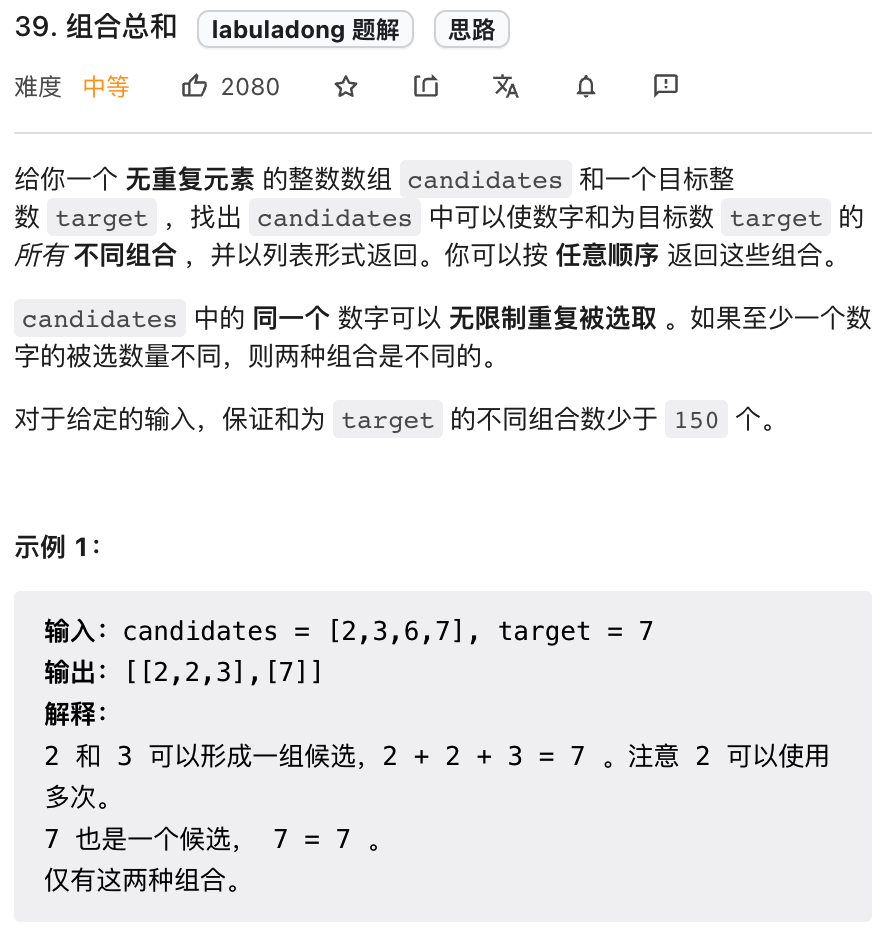 39. 组合总和 labuladong 题解 思路
难度 中等 2080
给你一个 无重复元素 的整数数组 candidates 和一个目标整
数 target ，找出 candidates 中可以使数字和为目标数 target 的
所有 不同组合 ，并以列表形式返回。你可以按 任意顺序 返回这些组合。
candidates 中的 同一个 数字可以 无限制重复被选取 。如果至少一个数
字的被选数量不同，则两种组合是不同的。
对于给定的输入，保证和为 target 的不同组合数少于 150 个。
示例 1：
输入：candidates = [2,3,6,7], target = 7
输出：[[2,2,3],[7]]
解释：
2 和 3 可以形成一组候选，2 + 2 + 3 = 7 。注意 2 可以使用
多次。
7 也是一个候选， 7 = 7 。
仅有这两种组合。